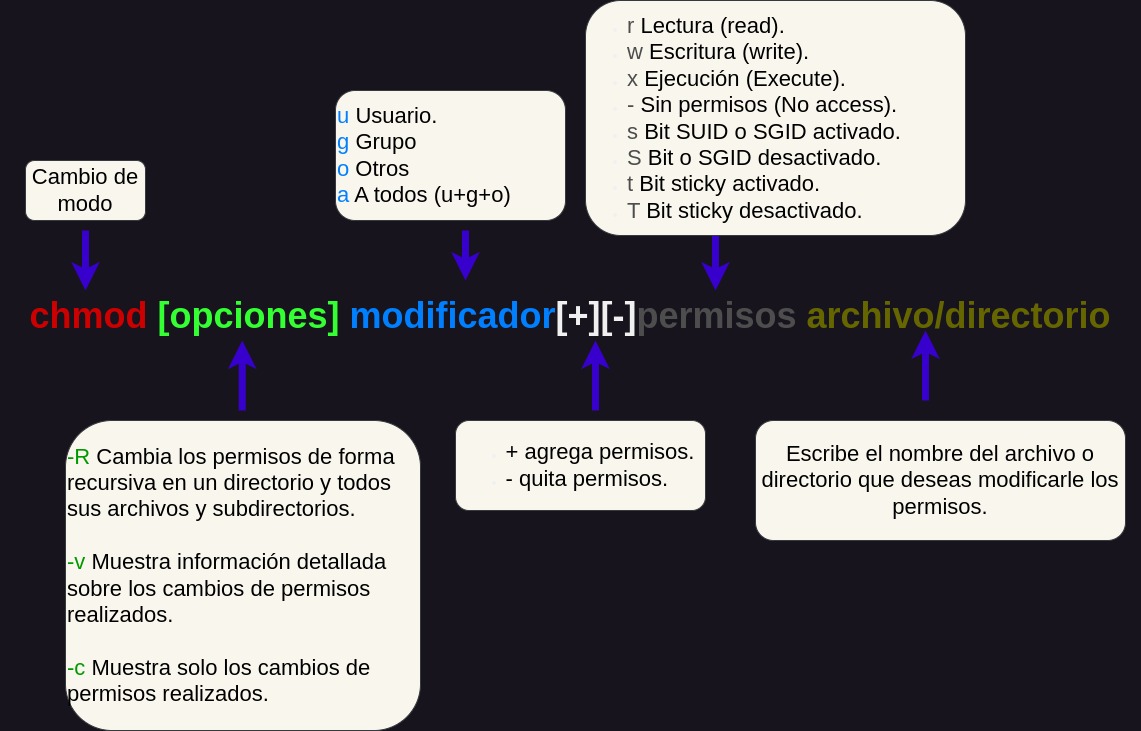 r Lectura (read).
w Escritura (write).
x Ejecución (Execute).
- Sin permisos (No access).
s Bit SUID o SGID activado.
S Bit o SGID desactivado.
t Bit sticky activado.
T Bit sticky desactivado.
u Usuario.
g Grupo
o Otros
a A todos (u+g+o)
Cambio de
modo
chmod [opciones] modificador[+][-]permisos archivo/directorio
-R Cambia los permisos de forma
recursiva en un directorio y todos
sus archivos y subdirectorios.
-v Muestra información detallada
sobre los cambios de permisos
realizados.
-c Muestra solo los cambios de
permisos realizados.
+ agrega permisos.
- quita permisos.
Escribe el nombre del archivo o
directorio que deseas modificarle los
permisos.